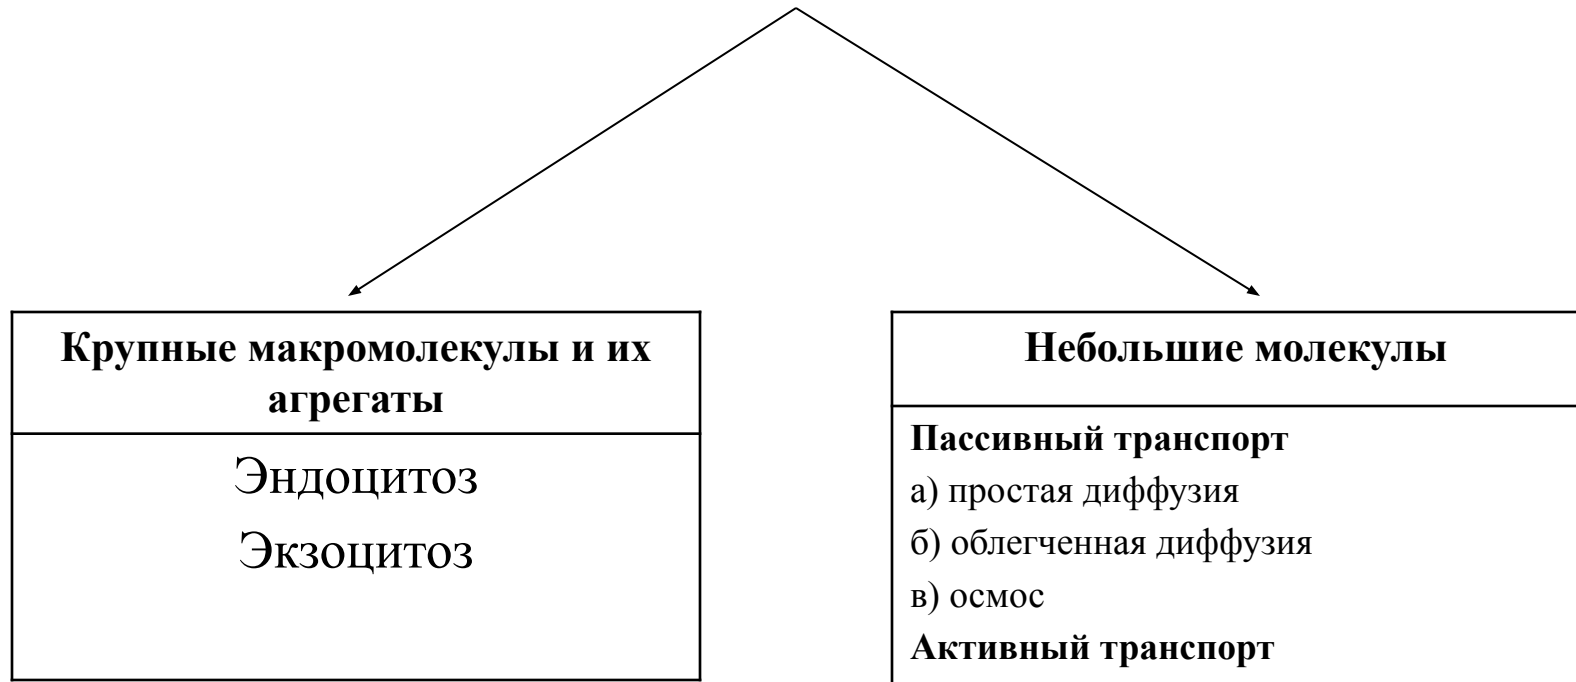 Крупные макромолекулы и их
агрегаты
Эндоцитоз
Экзоцитоз
Небольшие молекулы
Пассивный транспорт
а) простая диффузия
б) облегченная диффузия
в) осмос
Активный транспорт